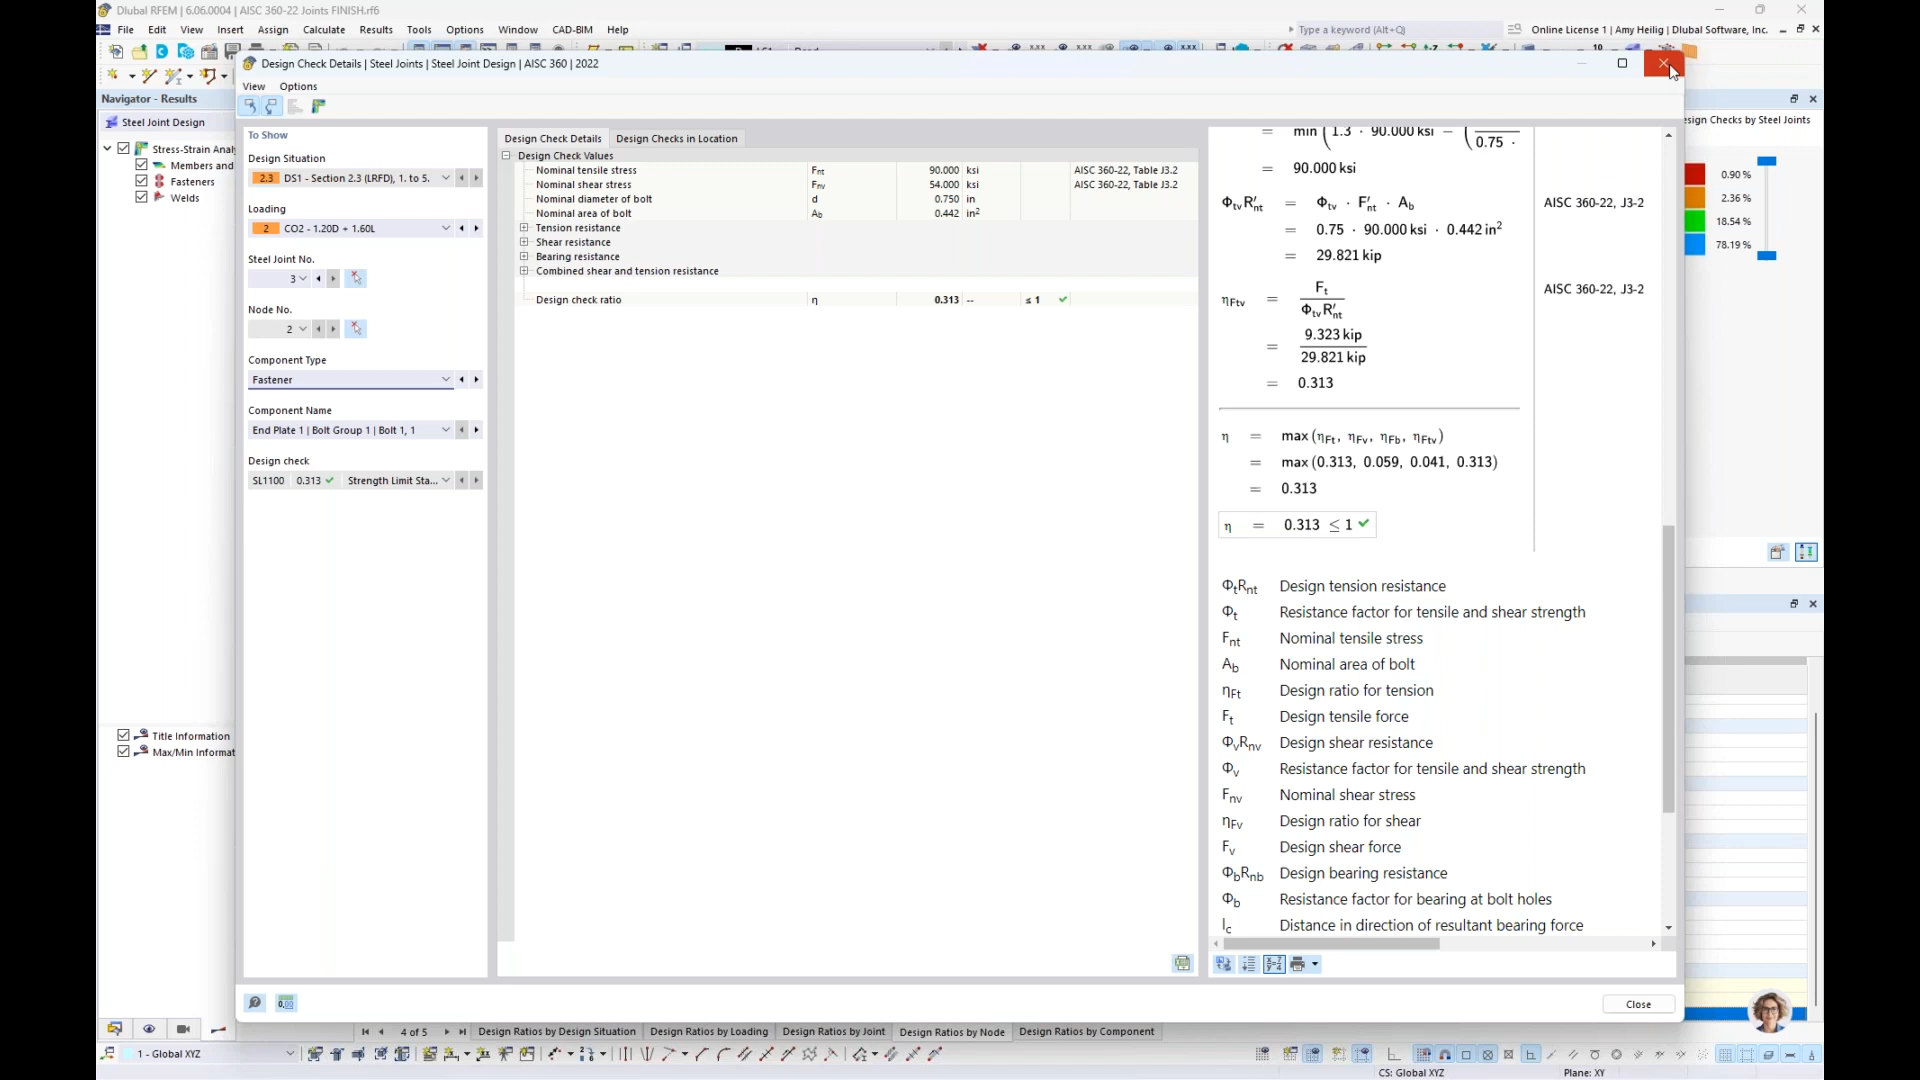 Dlubal RFEM | 6.06.0004 | AISC 360-22 Joints FINISH.rf6
File Edit View Insert Assign Calculate Results Tools Options Window CAD-BIM Help
Type a keyword (Alt+Q)
Online License 1 | Amy Heilig | Dlubal Software, Inc.
Design Check Details | Steel Joints | Steel Joint Design | AISC 360 | 2022
View Options
Navigator - Results
Steel Joint Design
Stress-Strain Analy
Members and
Fasteners
Welds
Title Information
Max/Min Informat
To Show
Design Situation
2.3 DS1 - Section 2.3 (LRFD), 1. to 5.
Loading
2 CO2 - 1.20D + 1.60L
Steel Joint No.
3
Node No.
2
Component Type
Fastener
Component Name
End Plate 1 | Bolt Group 1 | Bolt 1, 1
Design check
SL1100 0.313 Strength Limit Sta...
Design Check Details Design Checks in Location
Design Check Values
Nominal tensile stress Fnt 90.000 ksi AISC 360-22, Table J3.2
Nominal shear stress Fnv 54.000 ksi AISC 360-22, Table J3.2
Nominal diameter of bolt d 0.750 in
Nominal area of bolt Ab 0.442 in²
Tension resistance
Shear resistance
Bearing resistance
Combined shear and tension resistance
Design check ratio η 0.313 -- ≤ 1 ✓
= min ( 1.3 · 90.000 ksi − ( 0.75 ·
= 90.000 ksi
ΦtvR′nt = Φtv · F′nt · Ab AISC 360-22, J3-2
= 0.75 · 90.000 ksi · 0.442 in²
= 29.821 kip
ηFtv = Ft / ΦtvR′nt AISC 360-22, J3-2
= 9.323 kip / 29.821 kip
= 0.313
η = max (ηFt, ηFv, ηFb, ηFtv)
= max (0.313, 0.059, 0.041, 0.313)
= 0.313
η = 0.313 ≤ 1 ✓
ΦtRnt Design tension resistance
Φt Resistance factor for tensile and shear strength
Fnt Nominal tensile stress
Ab Nominal area of bolt
ηFt Design ratio for tension
Ft Design tensile force
ΦvRnv Design shear resistance
Φv Resistance factor for tensile and shear strength
Fnv Nominal shear stress
ηFv Design ratio for shear
Fv Design shear force
ΦbRnb Design bearing resistance
Φb Resistance factor for bearing at bolt holes
lc Distance in direction of resultant bearing force
Close
esign Checks by Steel Joints
0.90 %
2.36 %
18.54 %
78.19 %
4 of 5 Design Ratios by Design Situation Design Ratios by Loading Design Ratios by Joint Design Ratios by Node Design Ratios by Component
1 - Global XYZ
CS: Global XYZ Plane: XY